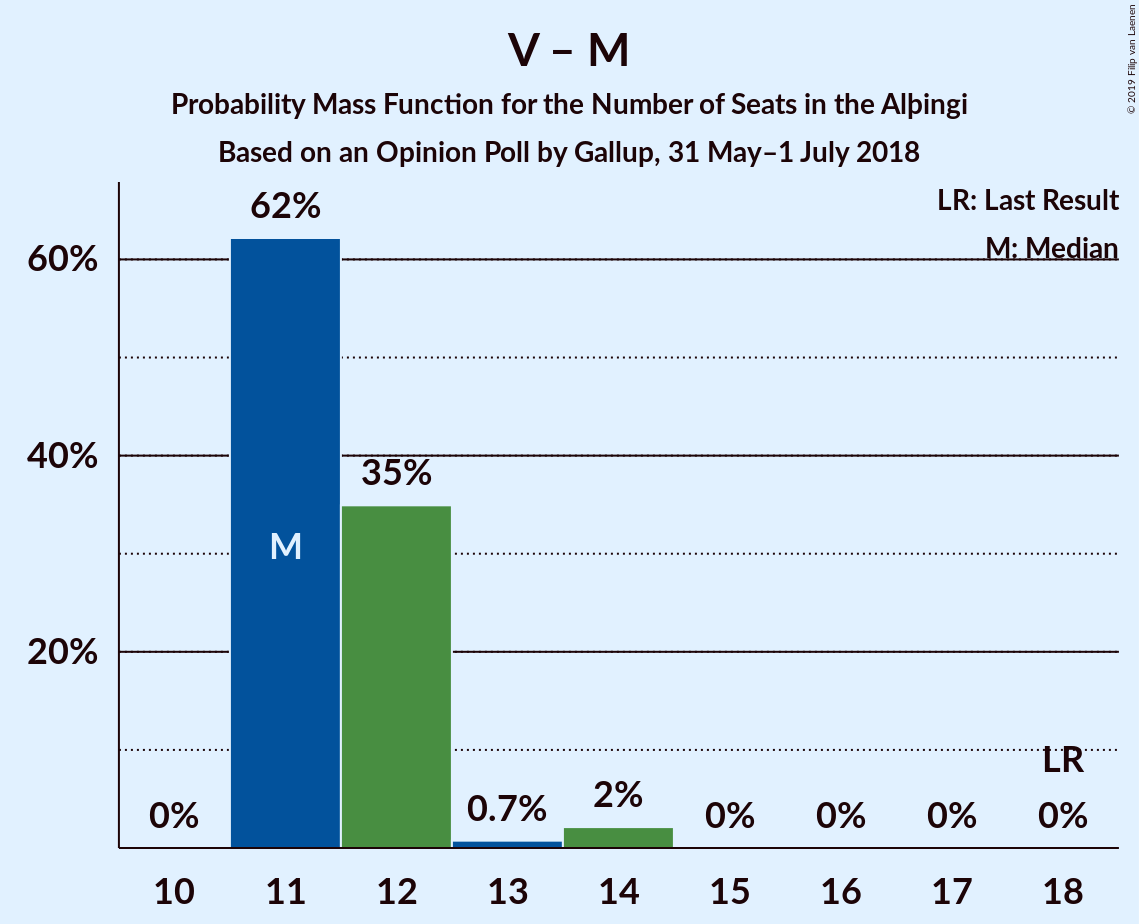 V – M
Probability Mass Function for the Number of Seats in the Alþingi
Based on an Opinion Poll by Gallup, 31 May–1 July 2018
© 2019 Filip van Laenen
LR: Last Result
M: Median
62%
60%
40%
35%
M
20%
LR
0%
0.7%
2%
0%
0%
0%
0%
10 11 12 13 14 15 16 17 18